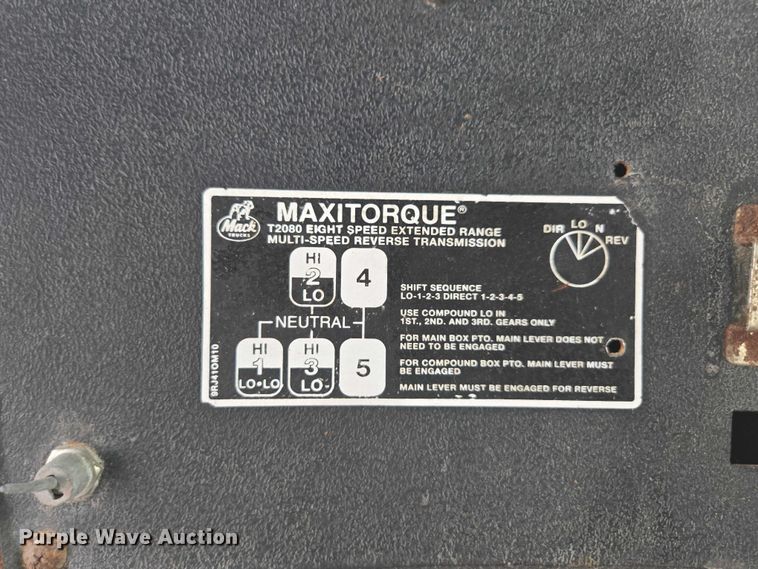 Mack
TRUCKS
MAXITORQUE®
T2080 EIGHT SPEED EXTENDED RANGE
MULTI-SPEED REVERSE TRANSMISSION
DIR LO N REV
HI
2
LO
4
NEUTRAL
HI
1
LO•LO
HI
3
LO
5
SHIFT SEQUENCE
LO-1-2-3 DIRECT 1-2-3-4-5
USE COMPOUND LO IN
1ST., 2ND. AND 3RD. GEARS ONLY
FOR MAIN BOX PTO. MAIN LEVER DOES NOT
NEED TO BE ENGAGED
FOR COMPOUND BOX PTO. MAIN LEVER MUST
BE ENGAGED
MAIN LEVER MUST BE ENGAGED FOR REVERSE
9RJ41OM10
Purple Wave Auction
Purple Wave Auction